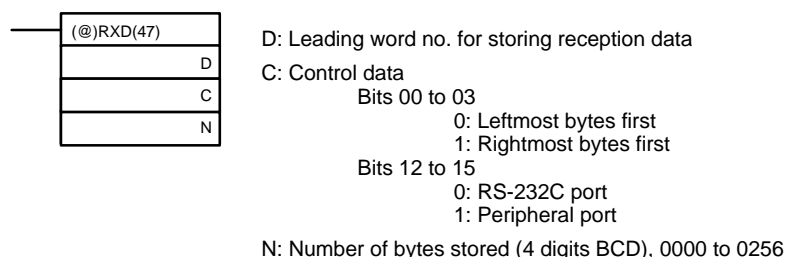 (@)RXD(47)
D
C
N
D: Leading word no. for storing reception data
C: Control data
Bits 00 to 03
0: Leftmost bytes first
1: Rightmost bytes first
Bits 12 to 15
0: RS-232C port
1: Peripheral port
N: Number of bytes stored (4 digits BCD), 0000 to 0256